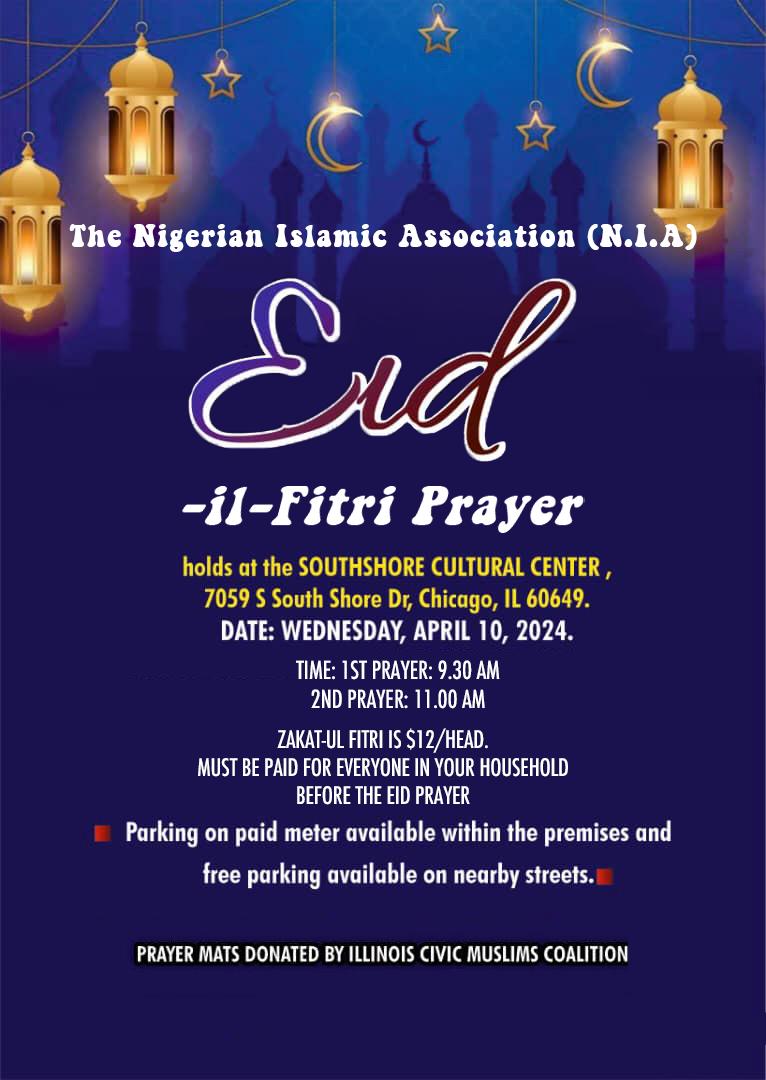 The Nigerian Islamic Association (N.I.A)
Eid
-il-Fitri Prayer
holds at the SOUTHSHORE CULTURAL CENTER ,
7059 S South Shore Dr, Chicago, IL 60649.
DATE: WEDNESDAY, APRIL 10, 2024.
TIME: 1ST PRAYER: 9.30 AM
2ND PRAYER: 11.00 AM
ZAKAT-UL FITRI IS $12/HEAD.
MUST BE PAID FOR EVERYONE IN YOUR HOUSEHOLD
BEFORE THE EID PRAYER
Parking on paid meter available within the premises and
free parking available on nearby streets.
PRAYER MATS DONATED BY ILLINOIS CIVIC MUSLIMS COALITION